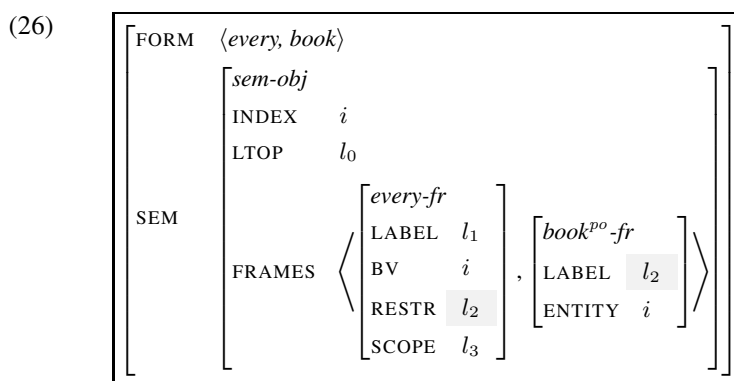 (26)
FORM ⟨every, book⟩
sem-obj
INDEX i
LTOP l₀
SEM
every-fr
LABEL l₁
BV i
FRAMES
RESTR l₂
SCOPE l₃
,
bookᵖᵒ-fr
LABEL l₂
ENTITY i